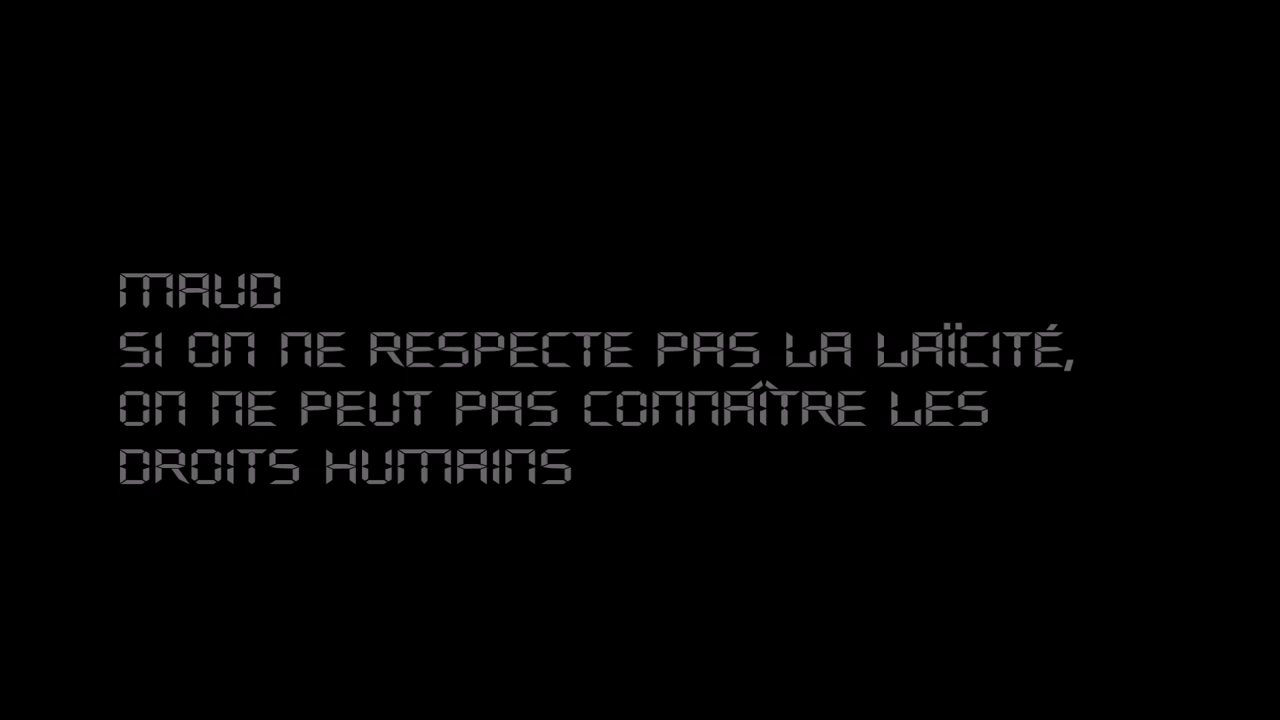 MAUD
SI ON NE RESPECTE PAS LA LAÏCITÉ,
ON NE PEUT PAS CONNAÎTRE LES
DROITS HUMAINS